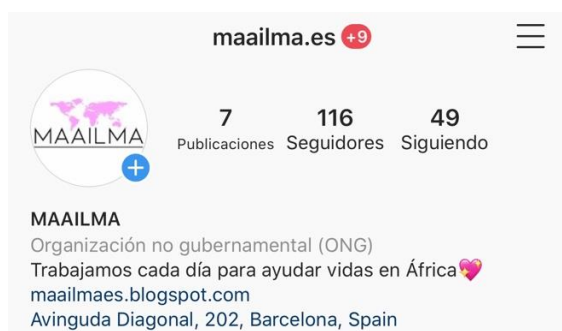 maailma.es +9
7 116 49
Publicaciones Seguidores Siguiendo
MAAILMA
MAAILMA
Organización no gubernamental (ONG)
Trabajamos cada día para ayudar vidas en África💖
maailmaes.blogspot.com
Avinguda Diagonal, 202, Barcelona, Spain